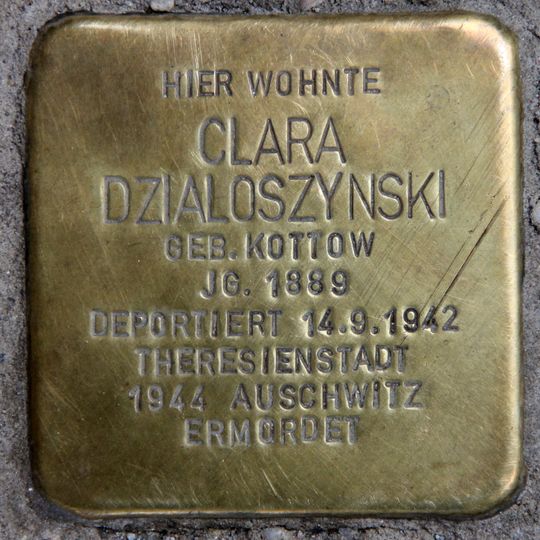 HIER WOHNTE
CLARA
DZIALOSZYNSKI
GEB. KOTTOW
JG. 1889
DEPORTIERT 14.9.1942
THERESIENSTADT
1944 AUSCHWITZ
ERMORDET